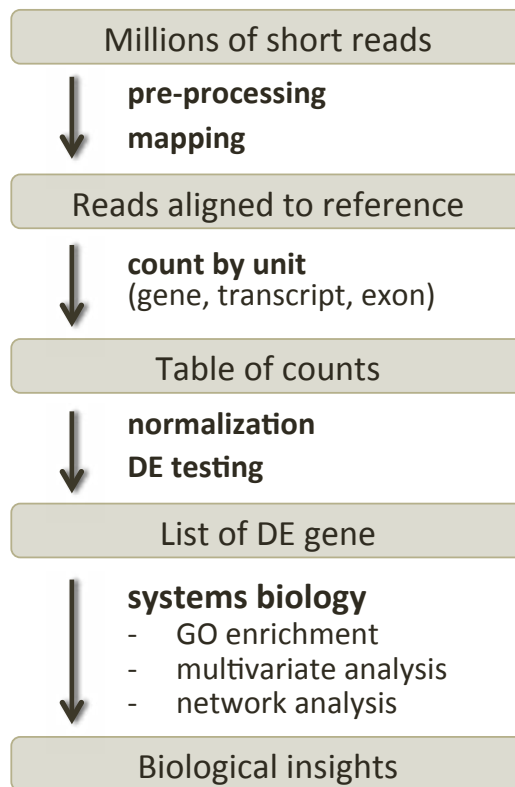 Millions of short reads
pre-processing
mapping
Reads aligned to reference
count by unit
(gene, transcript, exon)
Table of counts
normalization
DE testing
List of DE gene
systems biology
- GO enrichment
- multivariate analysis
- network analysis
Biological insights